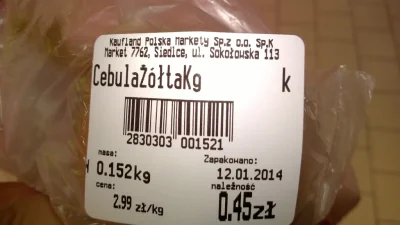 Kaufland Polska Markety Sp.z o.o. Sp.K
Market 7762, Siedlce, ul. Sokołowska 113
CebulaŻółtaKg k
2830303 001521
masa: Zapakowano:
0.152kg 12.01.2014
cena: należność
2.99 zł/kg 0.45zł